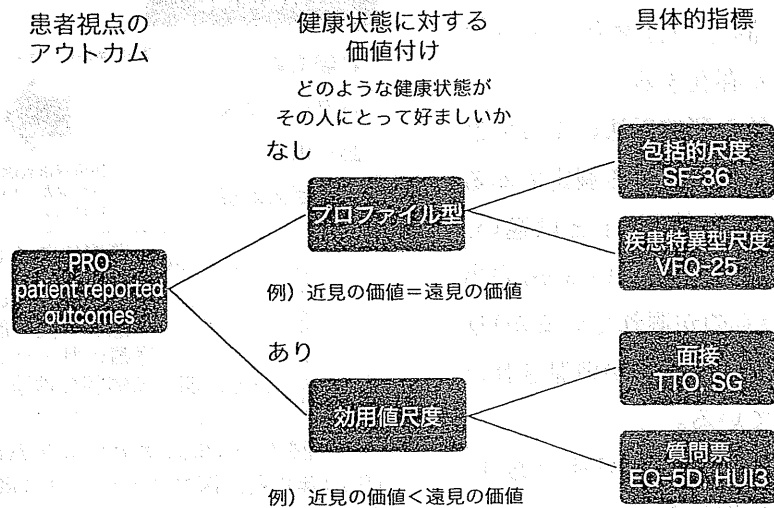 患者視点の
アウトカム
健康状態に対する
価値付け
具体的指標
どのような健康状態が
その人にとって好ましいか
なし
プロファイル型
包括的尺度
SF-36
疾患特異型尺度
VFQ-25
例）近見の価値＝遠見の価値
PRO
patient reported
outcomes
あり
効用値尺度
面接
TTO, SG
質問票
EQ-5D, HUI3
例）近見の価値＜遠見の価値